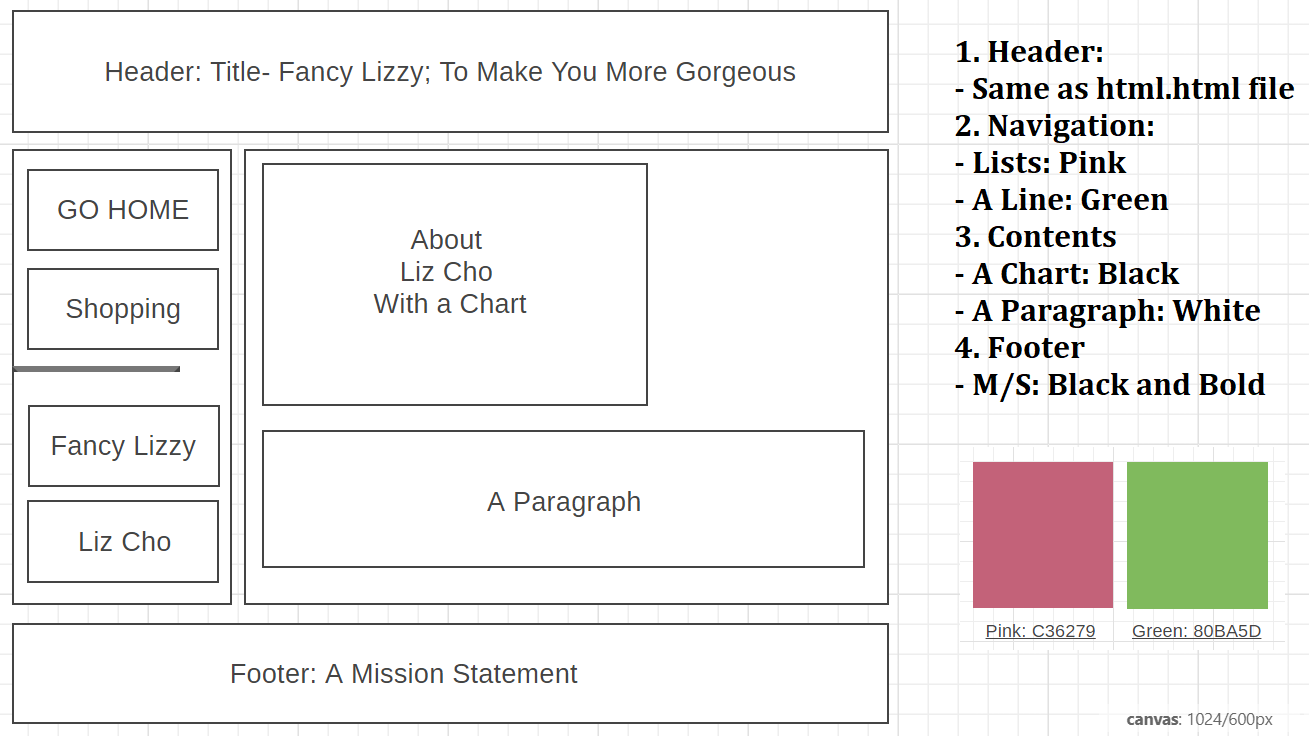 Header: Title- Fancy Lizzy; To Make You More Gorgeous
GO HOME
Shopping
Fancy Lizzy
Liz Cho
About
Liz Cho
With a Chart
A Paragraph
Footer: A Mission Statement
1. Header:
- Same as html.html file
2. Navigation:
- Lists: Pink
- A Line: Green
3. Contents
- A Chart: Black
- A Paragraph: White
4. Footer
- M/S: Black and Bold
Pink: C36279
Green: 80BA5D
canvas: 1024/600px